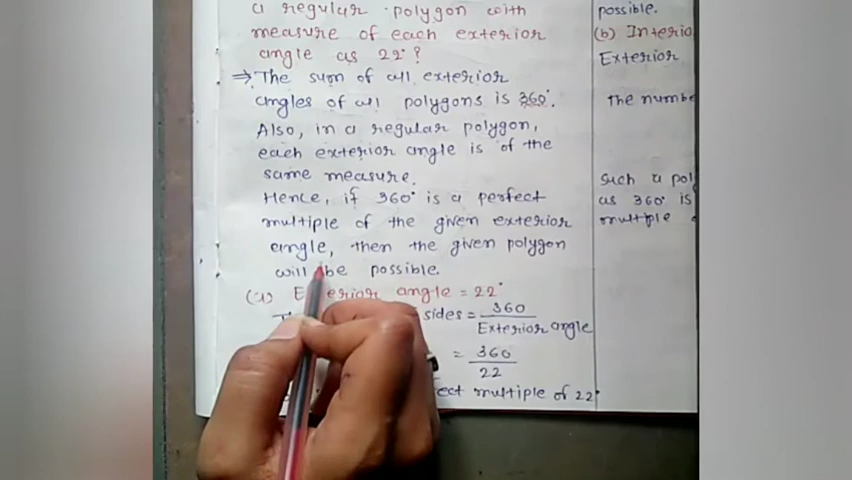 a regular polygon with
measure of each exterior
angle as 22°?
⇒ The sum of all exterior
angles of all polygons is 360°.
Also, in a regular polygon,
each exterior angle is of the
same measure.
Hence, if 360° is a perfect
multiple of the given exterior
angle, then the given polygon
will be possible.
(a) Exterior angle = 22°
sides = 360 / Exterior angle
= 360 / 22
multiple of 22°
possible.
(b) Interio
Exterior
The numbe
Such a pol
as 360° is
multiple